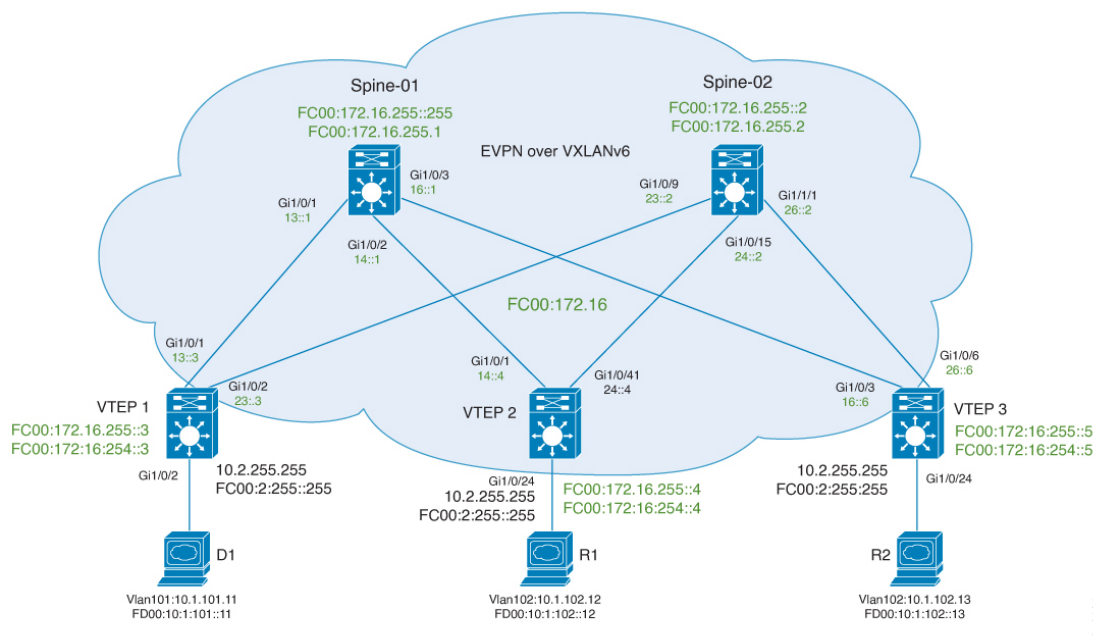 Spine-01
FC00:172.16.255::255
FC00:172.16.255.1
Spine-02
FC00:172.16.255::2
FC00:172.16.255.2
EVPN over VXLANv6
Gi1/0/3
16::1
Gi1/0/1
13::1
Gi1/0/2
14::1
Gi1/0/9
23::2
Gi1/1/1
26::2
Gi1/0/15
24::2
FC00:172.16
Gi1/0/1
13::3
Gi1/0/2
23::3
Gi1/0/1
14::4
Gi1/0/41
24::4
Gi1/0/6
26::6
Gi1/0/3
16::6
VTEP 1
FC00:172.16.255::3
FC00:172:16:254::3
VTEP 2
VTEP 3
FC00:172:16:255::5
FC00:172:16:254::5
Gi1/0/2
10.2.255.255
FC00:2:255::255
Gi1/0/24
10.2.255.255
FC00:2:255::255
FC00:172.16.255::4
FC00:172:16:254::4
10.2.255.255
FC00:2:255:255
Gi1/0/24
D1
R1
R2
Vlan101:10.1.101.11
FD00:10:1:101::11
Vlan102:10.1.102.12
FD00:10:1:102::12
Vlan102:10.1.102.13
FD00:10:1:102::13